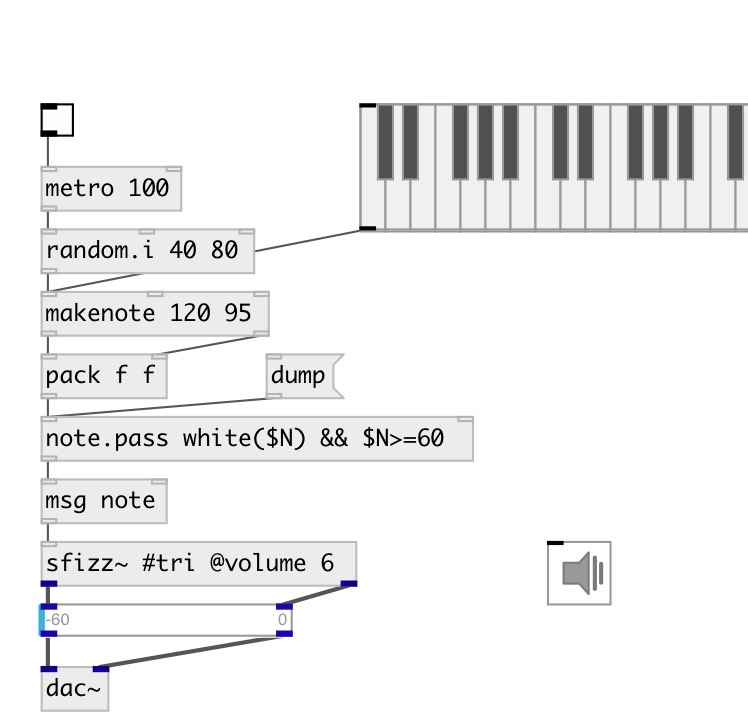 metro 100
random.i 40 80
makenote 120 95
pack f f
dump
note.pass white($N) && $N>=60
msg note
sfizz~ #tri @volume 6
-60 0
dac~